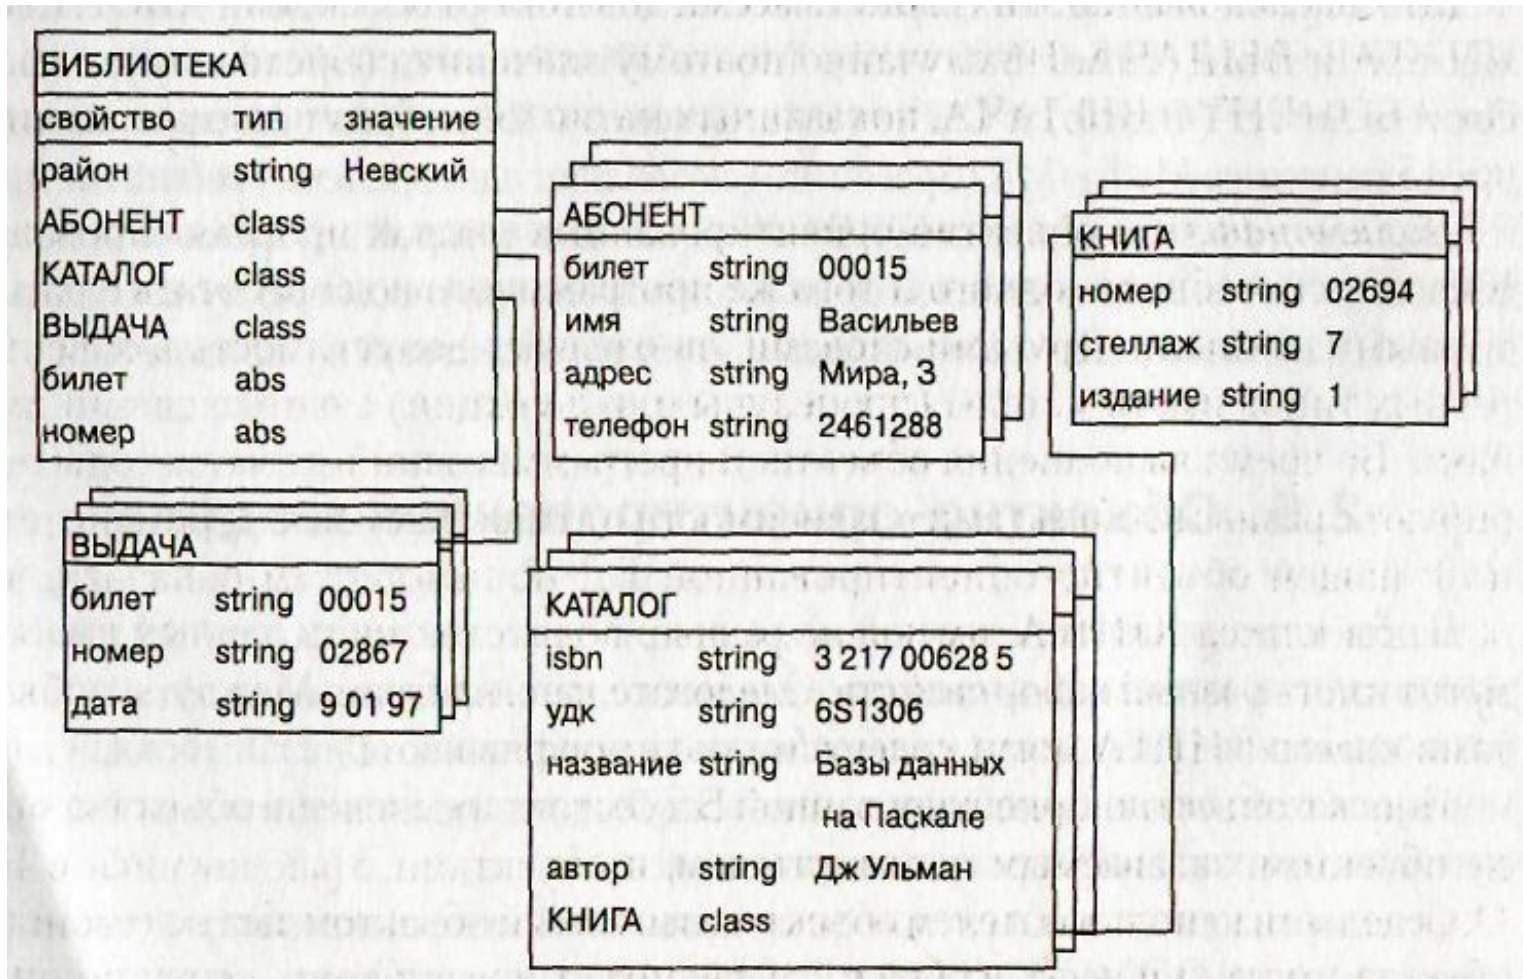 БИБЛИОТЕКА
свойство тип значение
район string Невский
АБОНЕНТ class
КАТАЛОГ class
ВЫДАЧА class
билет abs
номер abs
АБОНЕНТ
билет string 00015
имя string Васильев
адрес string Мира, 3
телефон string 2461288
КНИГА
номер string 02694
стеллаж string 7
издание string 1
ВЫДАЧА
билет string 00015
номер string 02867
дата string 9 01 97
КАТАЛОГ
isbn string 3 217 00628 5
удк string 6S1306
название string Базы данных
на Паскале
автор string Дж Ульман
КНИГА class